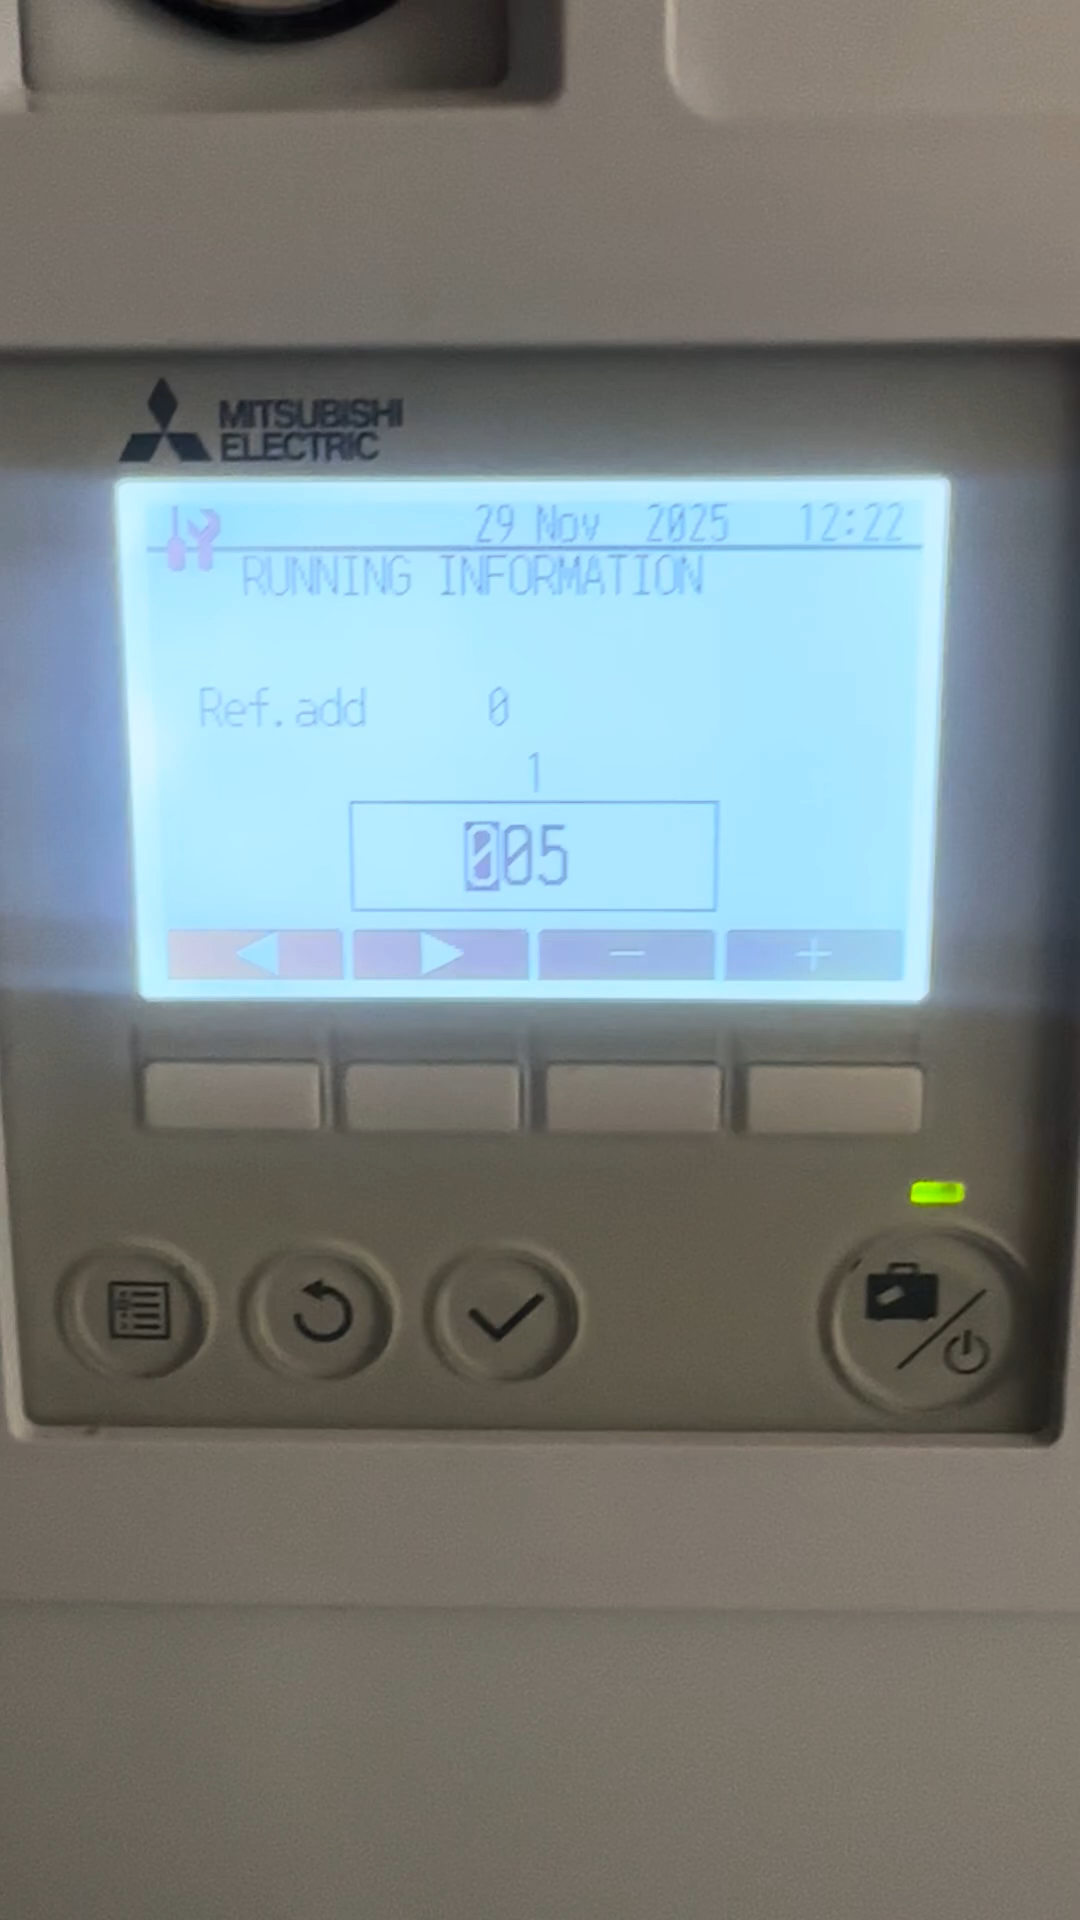 MITSUBISHI
ELECTRIC
29 Nov 2025 12:22
RUNNING INFORMATION
Ref.add 0
1
005